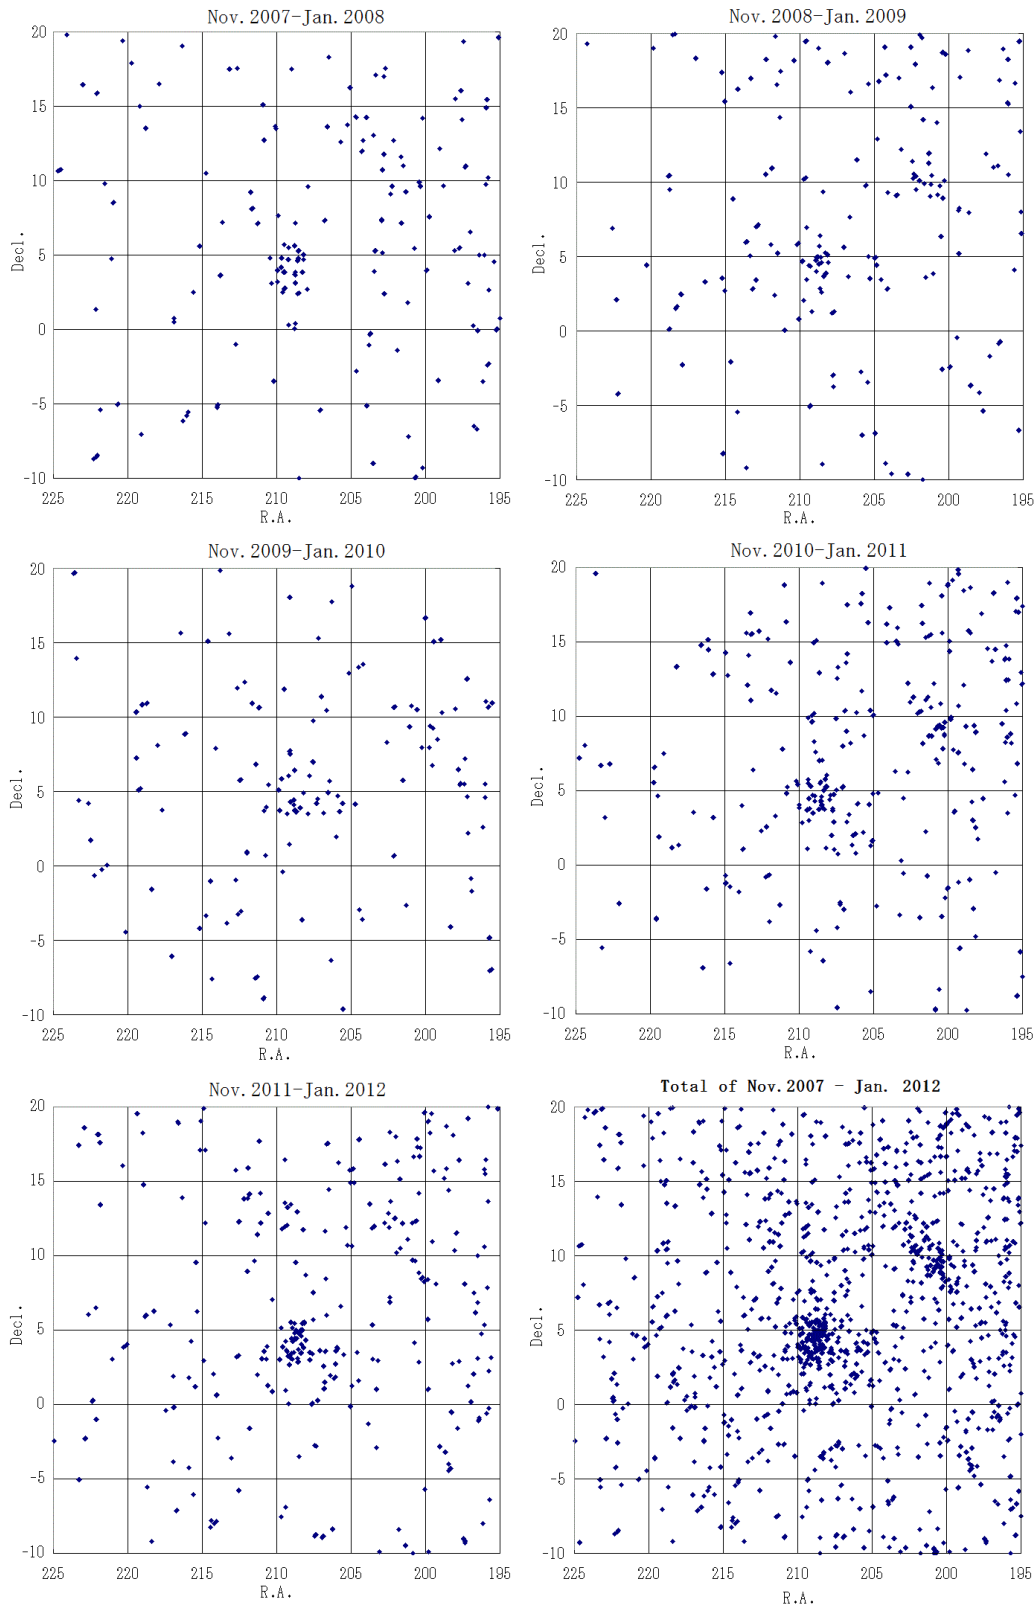 Nov.2007-Jan.2008
20
15
10
5
0
-5
-10
Decl.
225 220 215 210 205 200 195
R.A.
Nov.2008-Jan.2009
20
15
10
5
0
-5
-10
Decl.
225 220 215 210 205 200 195
R.A.
Nov.2009-Jan.2010
20
15
10
5
0
-5
-10
Decl.
225 220 215 210 205 200 195
R.A.
Nov.2010-Jan.2011
20
15
10
5
0
-5
-10
Decl.
225 220 215 210 205 200 195
R.A.
Nov.2011-Jan.2012
20
15
10
5
0
-5
-10
Decl.
225 220 215 210 205 200 195
R.A.
Total of Nov.2007 - Jan. 2012
20
15
10
5
0
-5
-10
Decl.
225 220 215 210 205 200 195
R.A.